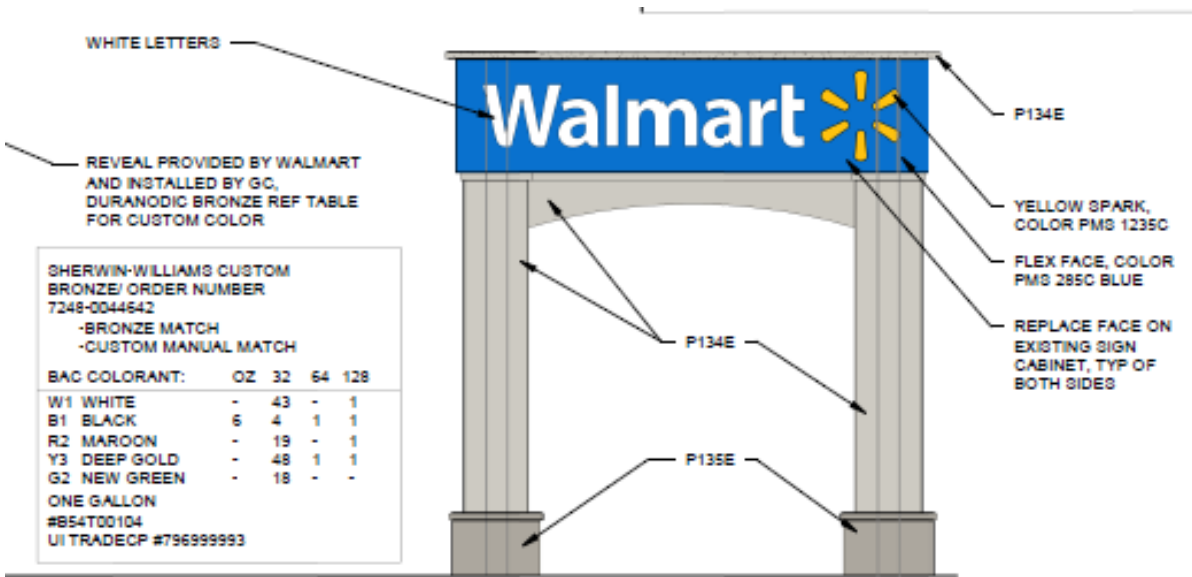 WHITE LETTERS
Walmart
P134E
REVEAL PROVIDED BY WALMART
AND INSTALLED BY GC,
DURANODIC BRONZE REF TABLE
FOR CUSTOM COLOR
YELLOW SPARK,
COLOR PMS 1235C
FLEX FACE, COLOR
PMS 285C BLUE
REPLACE FACE ON
EXISTING SIGN
CABINET, TYP OF
BOTH SIDES
SHERWIN-WILLIAMS CUSTOM
BRONZE/ ORDER NUMBER
7248-0044642
-BRONZE MATCH
-CUSTOM MANUAL MATCH
BAC COLORANT: OZ 32 64 128
W1 WHITE - 43 - 1
B1 BLACK 6 4 1 1
R2 MAROON - 19 - 1
Y3 DEEP GOLD - 48 1 1
G2 NEW GREEN - 18 - -
ONE GALLON
#B54T00104
UI TRADECP #796999993
P134E
P135E